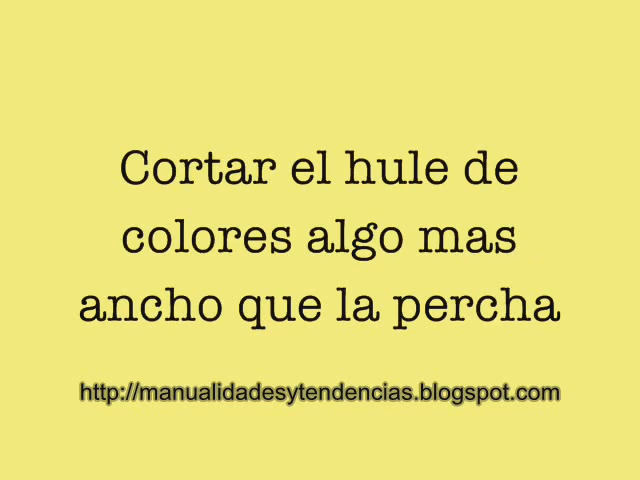 Cortar el hule de
colores algo mas
ancho que la percha
http://manualidadesytendencias.blogspot.com